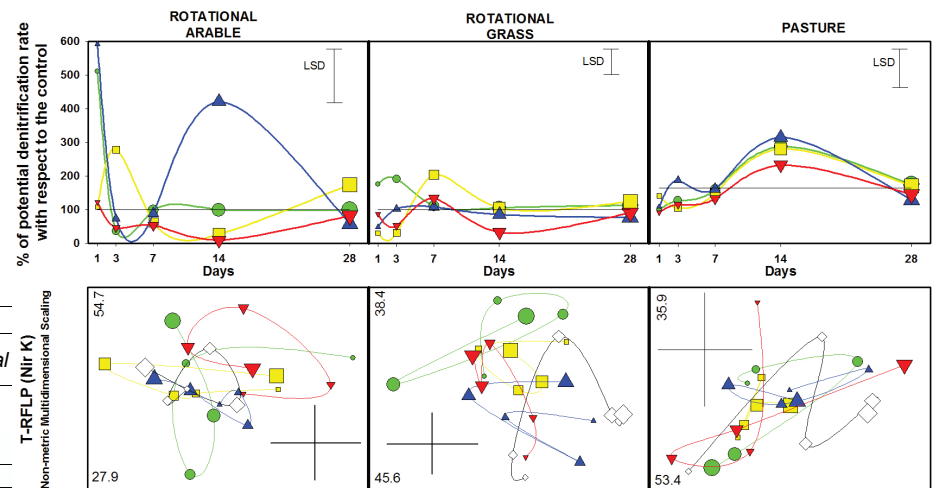 ROTATIONAL
ARABLE
ROTATIONAL
GRASS
PASTURE
% of potential denitrification rate
with respect to the control
600
500
400
300
200
100
0
LSD
LSD
LSD
1 3 7 14 28
1 3 7 14 28
1 3 7 14 28
Days
Days
Days
al
T-RFLP (Nir K)
Non-metric Multidimensional Scaling
54.7
27.9
38.4
45.6
35.9
53.4